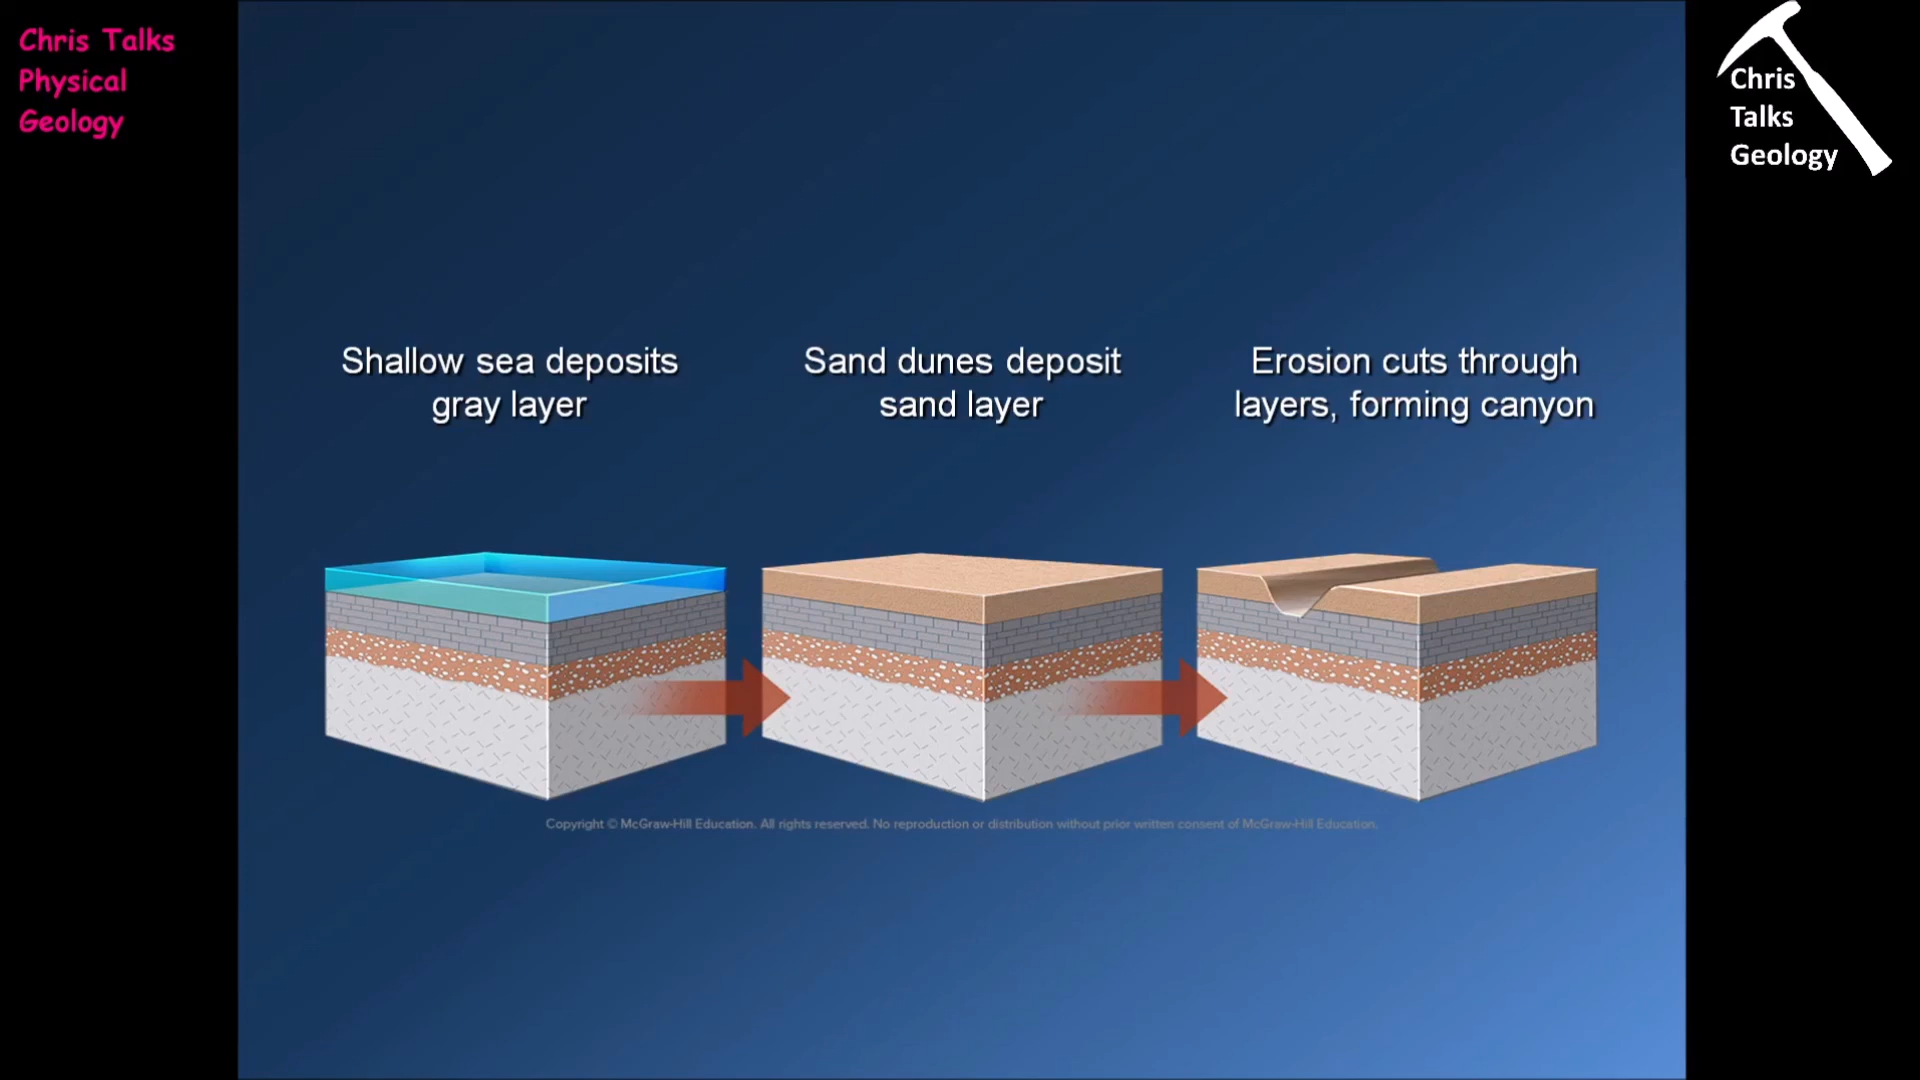 Chris Talks
Physical
Geology
Chris
Talks
Geology
Shallow sea deposits
gray layer
Sand dunes deposit
sand layer
Erosion cuts through
layers, forming canyon
Copyright © McGraw-Hill Education. All rights reserved. No reproduction or distribution without prior written consent of McGraw-Hill Education.